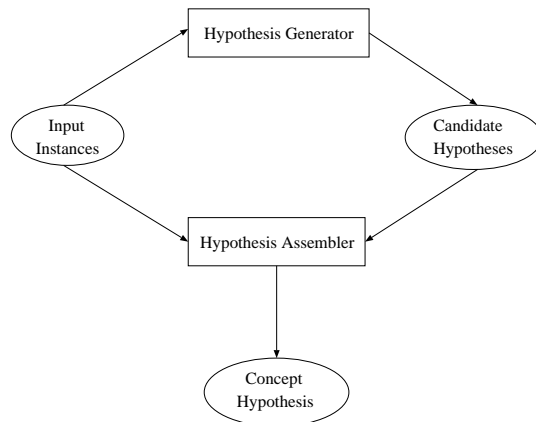 Hypothesis Generator
Input
Instances
Candidate
Hypotheses
Hypothesis Assembler
Concept
Hypothesis